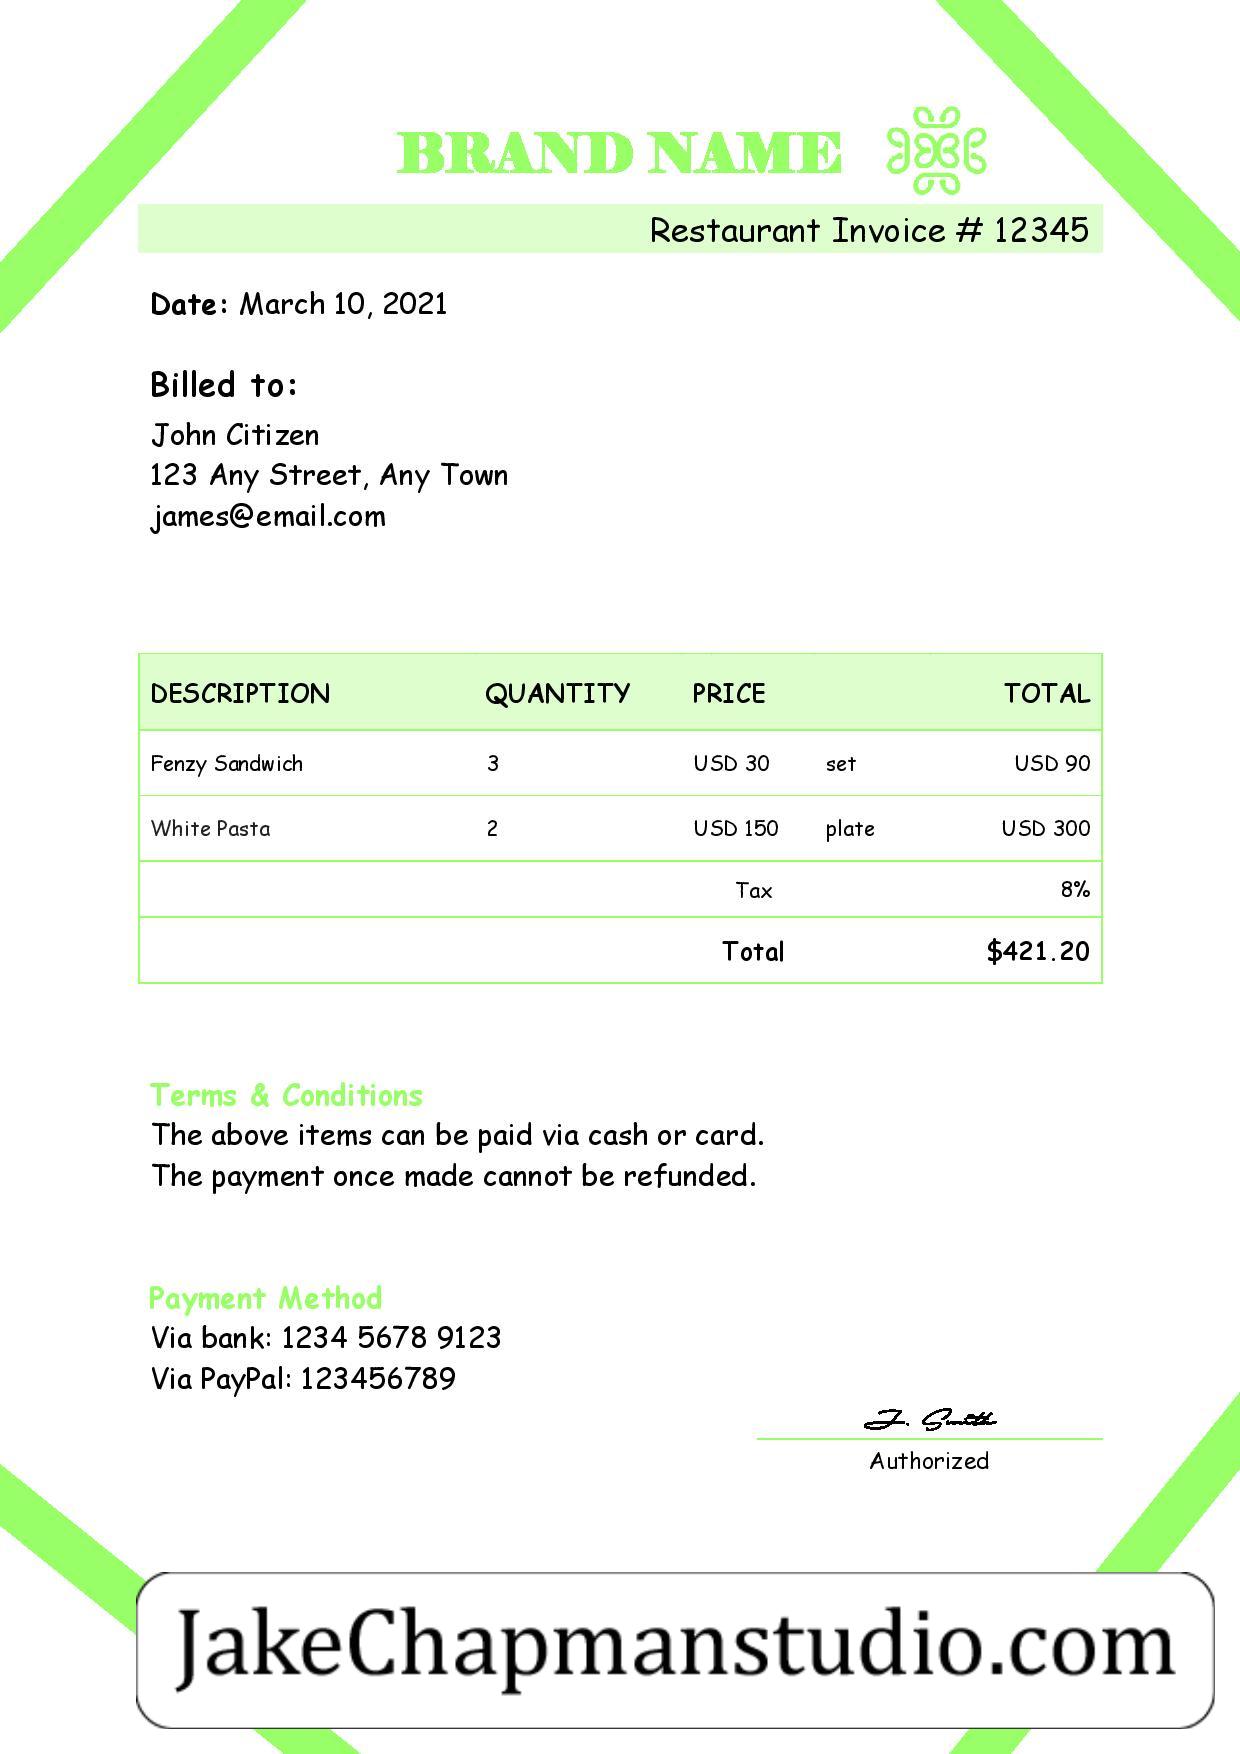 BRAND NAME
Restaurant Invoice # 12345
Date: March 10, 2021
Billed to:
John Citizen
123 Any Street, Any Town
james@email.com
DESCRIPTION QUANTITY PRICE TOTAL
Fenzy Sandwich 3 USD 30 set USD 90
White Pasta 2 USD 150 plate USD 300
Tax 8%
Total $421.20
Terms & Conditions
The above items can be paid via cash or card.
The payment once made cannot be refunded.
Payment Method
Via bank: 1234 5678 9123
Via PayPal: 123456789
J. Smith
Authorized
JakeChapmanstudio.com